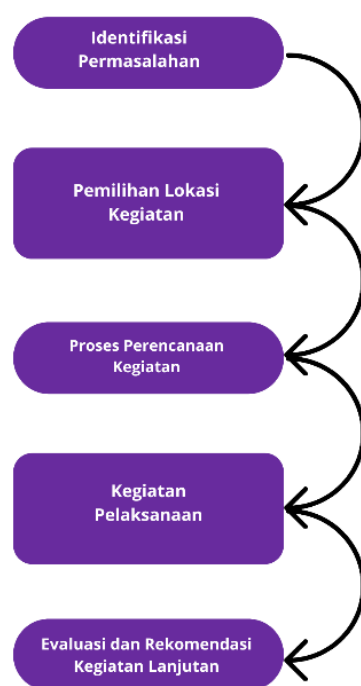 Identifikasi
Permasalahan
Pemilihan Lokasi
Kegiatan
Proses Perencanaan
Kegiatan
Kegiatan
Pelaksanaan
Evaluasi dan Rekomendasi
Kegiatan Lanjutan